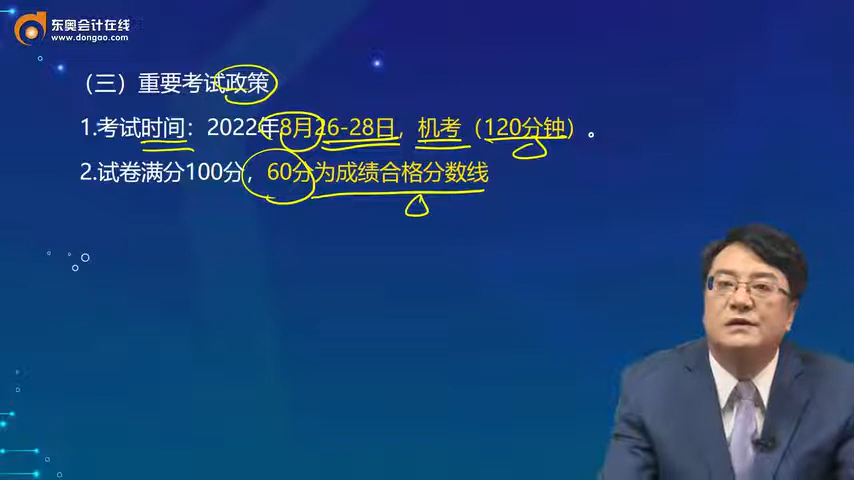 东奥会计在线
www.dongao.com
（三）重要考试政策
1.考试时间：2022年8月26-28日，机考（120分钟）。
2.试卷满分100分，60分为成绩合格分数线